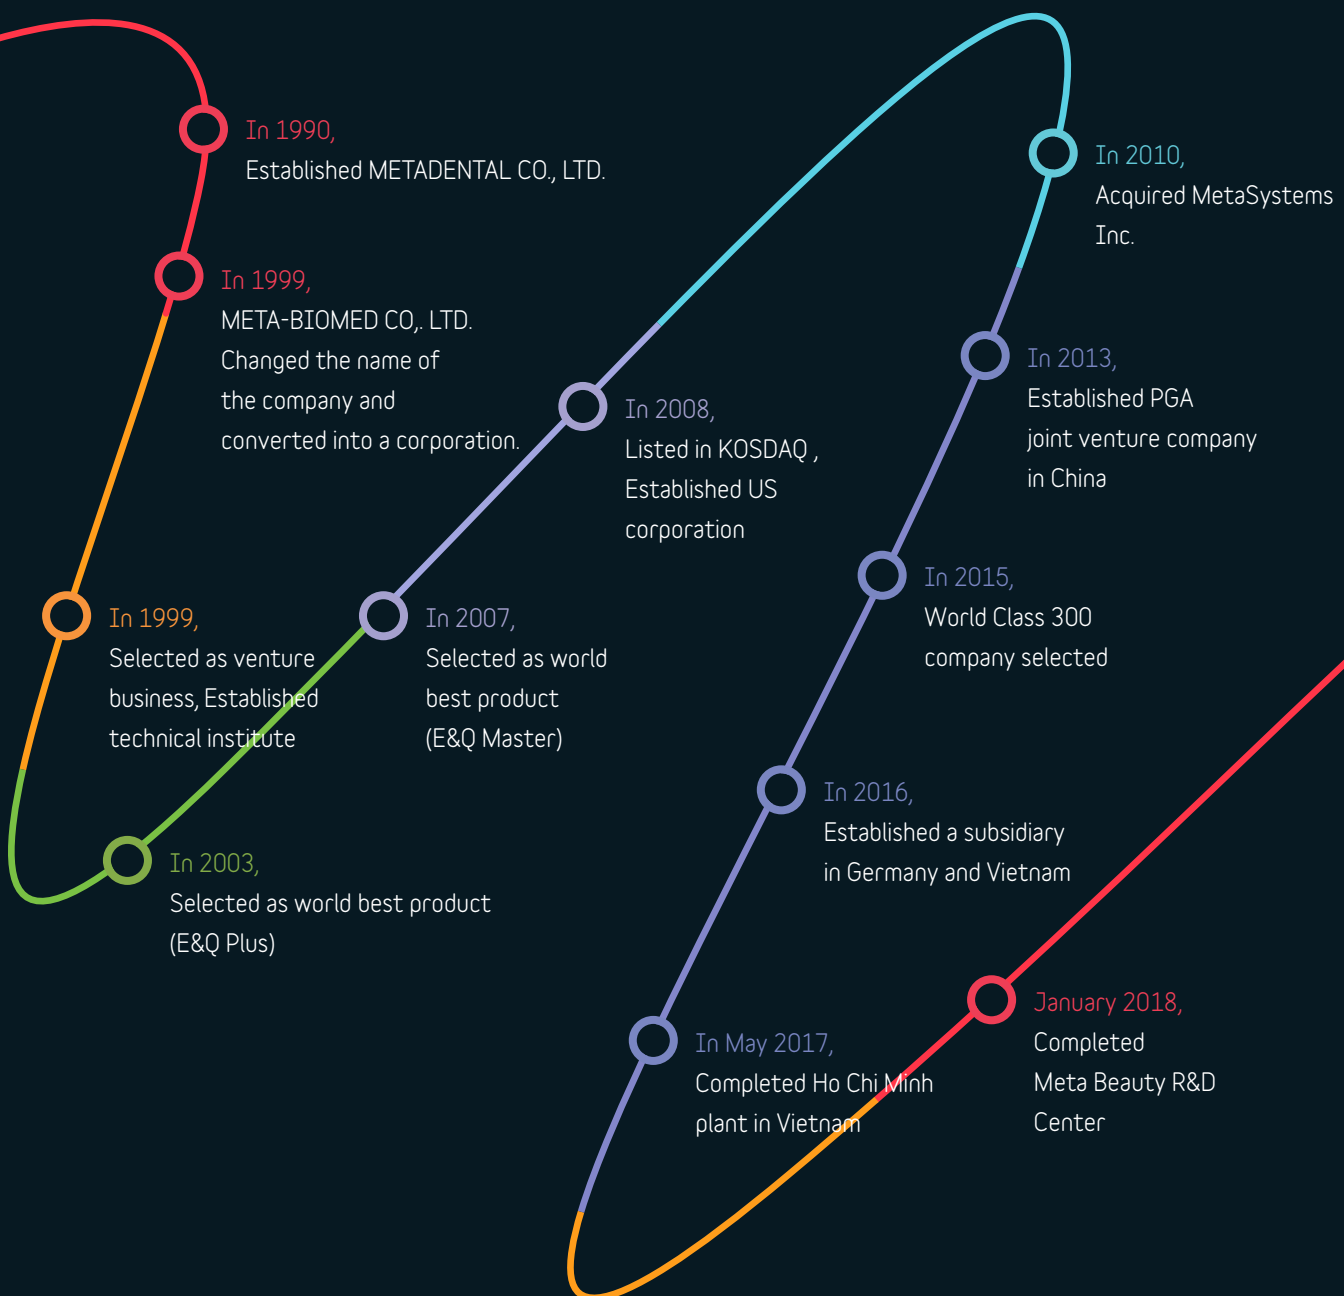 In 1990,
Established METADENTAL CO., LTD.
In 1999,
META-BIOMED CO,. LTD.
Changed the name of
the company and
converted into a corporation.
In 1999,
Selected as venture
business, Established
technical institute
In 2003,
Selected as world best product
(E&Q Plus)
In 2007,
Selected as world
best product
(E&Q Master)
In 2008,
Listed in KOSDAQ ,
Established US
corporation
In 2010,
Acquired MetaSystems
Inc.
In 2013,
Established PGA
joint venture company
in China
In 2015,
World Class 300
company selected
In 2016,
Established a subsidiary
in Germany and Vietnam
In May 2017,
Completed Ho Chi Minh
plant in Vietnam
January 2018,
Completed
Meta Beauty R&D
Center